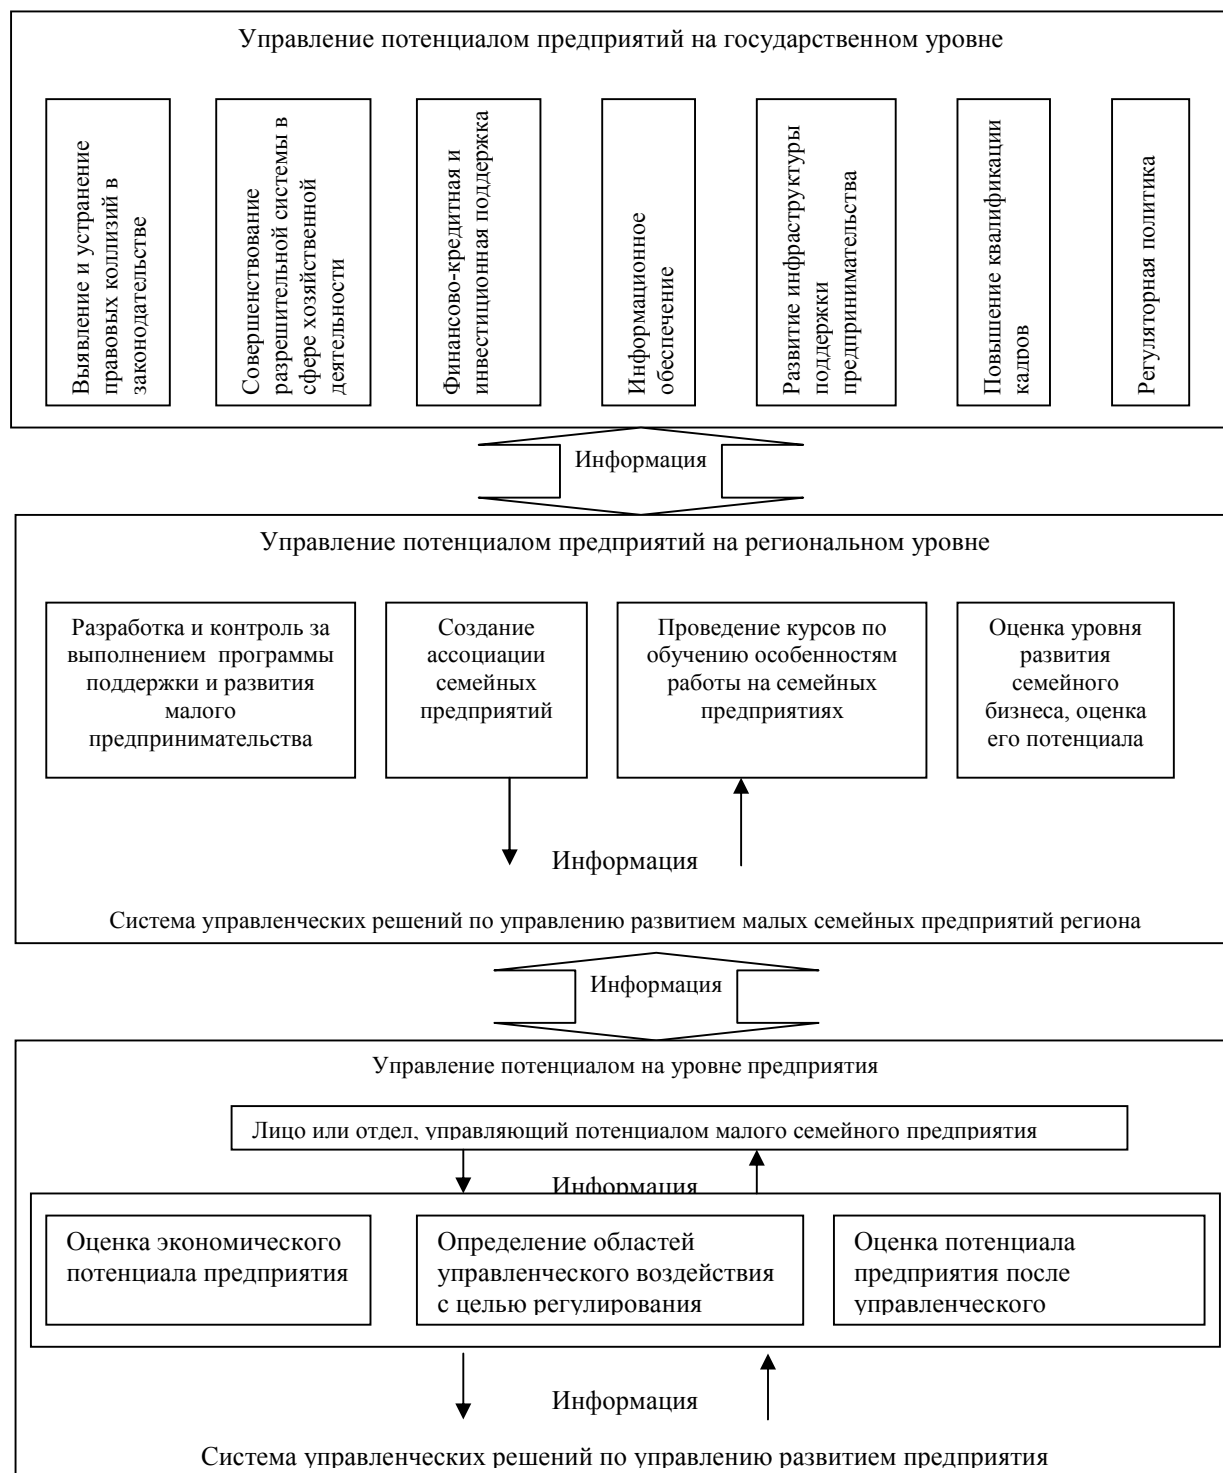 Управление потенциалом предприятий на государственном уровне
Выявление и устранение
правовых коллизий в
законодательстве
Совершенствование
разрешительной системы в
сфере хозяйственной
деятельности
Финансово-кредитная и
инвестиционная поддержка
Информационное
обеспечение
Развитие инфраструктуры
поддержки
предпринимательства
Повышение квалификации
кадров
Регуляторная политика
Информация
Управление потенциалом предприятий на региональном уровне
Разработка и контроль за
выполнением программы
поддержки и развития
малого
предпринимательства
Создание
ассоциации
семейных
предприятий
Проведение курсов по
обучению особенностям
работы на семейных
предприятиях
Оценка уровня
развития
семейного
бизнеса, оценка
его потенциала
Информация
Система управленческих решений по управлению развитием малых семейных предприятий региона
Информация
Управление потенциалом на уровне предприятия
Лицо или отдел, управляющий потенциалом малого семейного предприятия
Информация
Оценка экономического
потенциала предприятия
Определение областей
управленческого воздействия
с целью регулирования
Оценка потенциала
предприятия после
управленческого
Информация
Система управленческих решений по управлению развитием предприятия